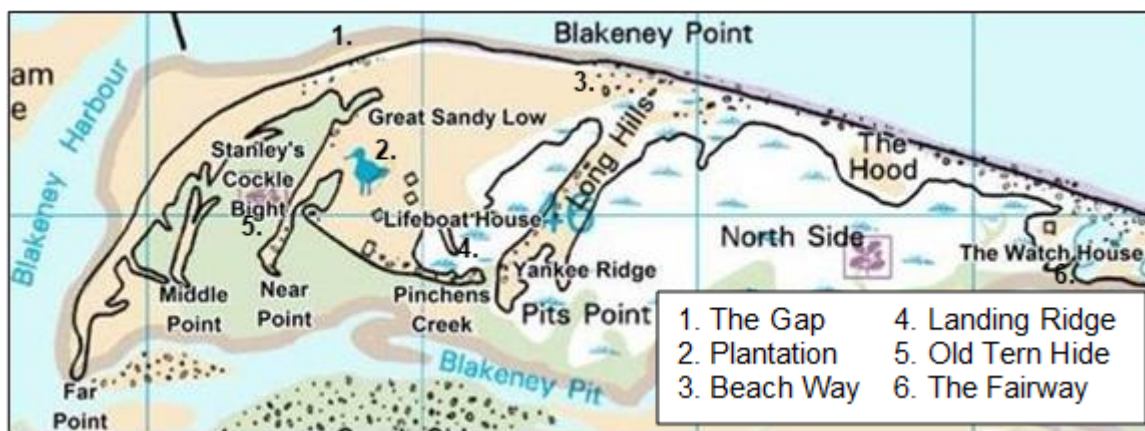 1.
Blakeney Point
am
e
Blakeney Harbour
3.
Great Sandy Low
Long Hills
Stanley's
Cockle
Bight
2.
The
Hood
5.
Lifeboat House
4.
North Side
The Watch House
6.
Middle
Point
Near
Point
Pinchens
Creek
Yankee Ridge
Pits Point
Far
Point
Blakeney Pit
1. The Gap
2. Plantation
3. Beach Way
4. Landing Ridge
5. Old Tern Hide
6. The Fairway